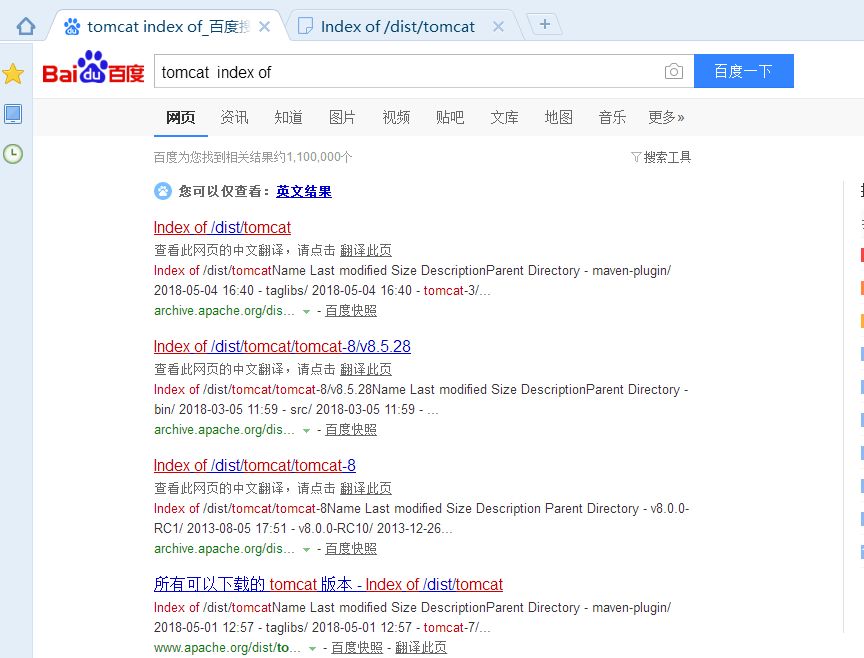 tomcat index of_百度搜
Index of /dist/tomcat
Bai du 百度
tomcat index of
百度一下
网页 资讯 知道 图片 视频 贴吧 文库 地图 音乐 更多»
百度为您找到相关结果约1,100,000个
搜索工具
您可以仅查看：英文结果
Index of /dist/tomcat
查看此网页的中文翻译，请点击 翻译此页
Index of /dist/tomcatName Last modified Size DescriptionParent Directory - maven-plugin/
2018-05-04 16:40 - taglibs/ 2018-05-04 16:40 - tomcat-3/...
archive.apache.org/dis... - 百度快照
Index of /dist/tomcat/tomcat-8/v8.5.28
查看此网页的中文翻译，请点击 翻译此页
Index of /dist/tomcat/tomcat-8/v8.5.28Name Last modified Size DescriptionParent Directory -
bin/ 2018-03-05 11:59 - src/ 2018-03-05 11:59 - ...
archive.apache.org/dis... - 百度快照
Index of /dist/tomcat/tomcat-8
查看此网页的中文翻译，请点击 翻译此页
Index of /dist/tomcat/tomcat-8Name Last modified Size Description Parent Directory - v8.0.0-
RC1/ 2013-08-05 17:51 - v8.0.0-RC10/ 2013-12-26...
archive.apache.org/dis... - 百度快照
所有可以下载的 tomcat 版本 - Index of /dist/tomcat
Index of /dist/tomcatName Last modified Size DescriptionParent Directory - maven-plugin/
2018-05-01 12:57 - taglibs/ 2018-05-01 12:57 - tomcat-7/...
www.apache.org/dist/to... - 百度快照 - 翻译此页